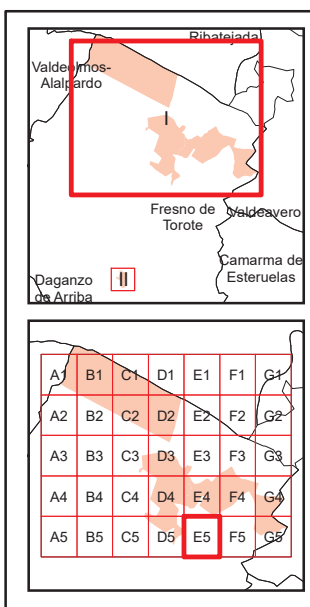 Ribatejada
Valdeolmos-
Alalpardo
I
Fresno de
Torote
Valdeavero
Camarma de
Esteruelas
Daganzo
de Arriba
II
A1 B1 C1 D1 E1 F1 G1
A2 B2 C2 D2 E2 F2 G2
A3 B3 C3 D3 E3 F3 G3
A4 B4 C4 D4 E4 F4 G4
A5 B5 C5 D5 E5 F5 G5